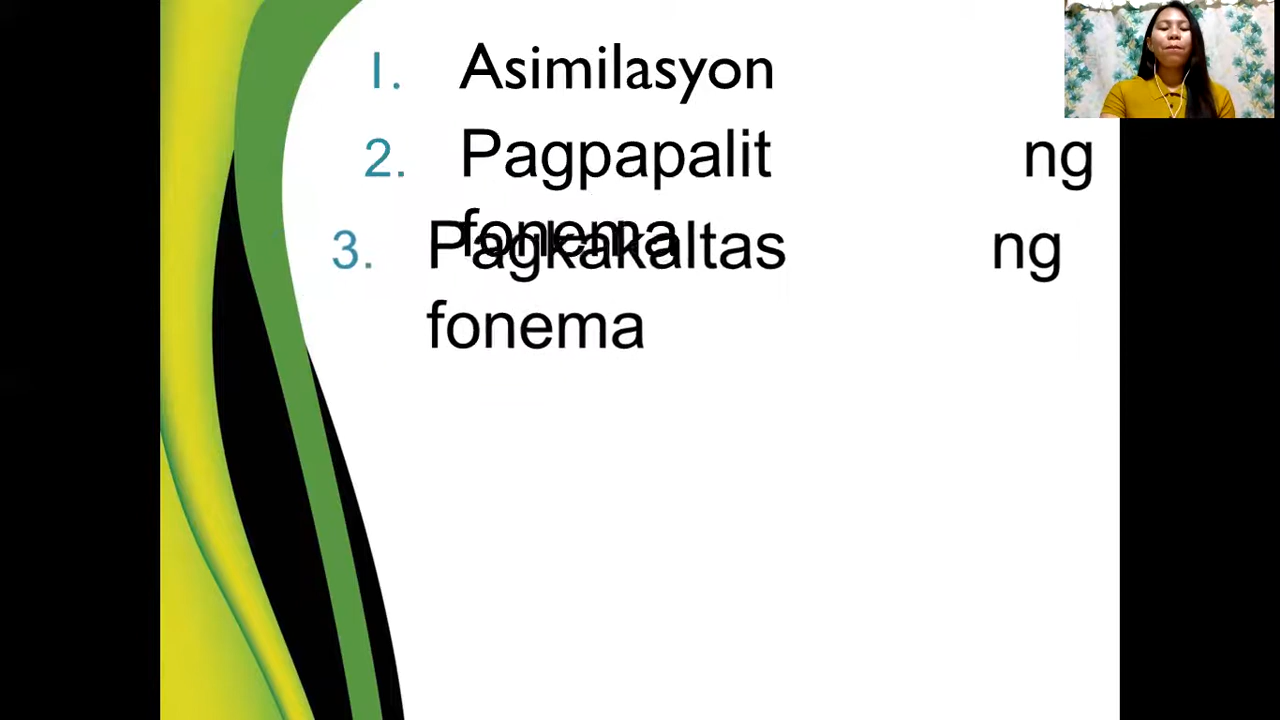 1. Asimilasyon
2. Pagpapalit ng
fonema
3. Pagkakaltas ng
fonema